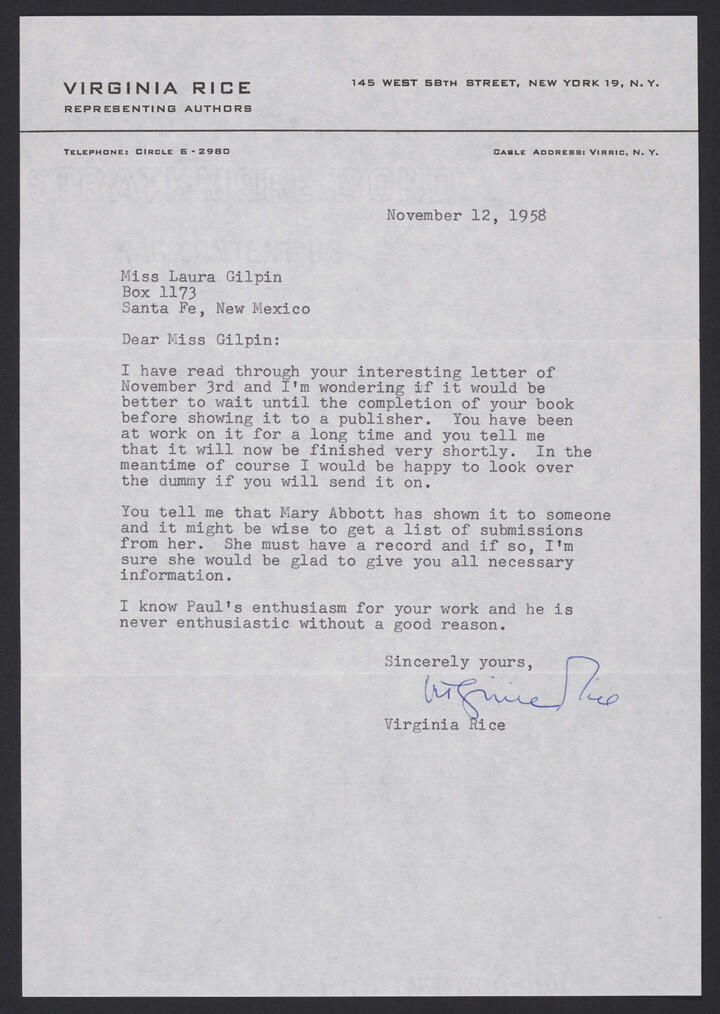 VIRGINIA RICE
REPRESENTING AUTHORS
145 WEST 58TH STREET, NEW YORK 19, N. Y.
TELEPHONE: CIRCLE 6-2980
CABLE ADDRESS: VIRRIC, N. Y.
November 12, 1958
Miss Laura Gilpin
Box 1173
Santa Fe, New Mexico
Dear Miss Gilpin:
I have read through your interesting letter of
November 3rd and I'm wondering if it would be
better to wait until the completion of your book
before showing it to a publisher. You have been
at work on it for a long time and you tell me
that it will now be finished very shortly. In the
meantime of course I would be happy to look over
the dummy if you will send it on.
You tell me that Mary Abbott has shown it to someone
and it might be wise to get a list of submissions
from her. She must have a record and if so, I'm
sure she would be glad to give you all necessary
information.
I know Paul's enthusiasm for your work and he is
never enthusiastic without a good reason.
Sincerely yours,
Virginia Rice
Virginia Rice